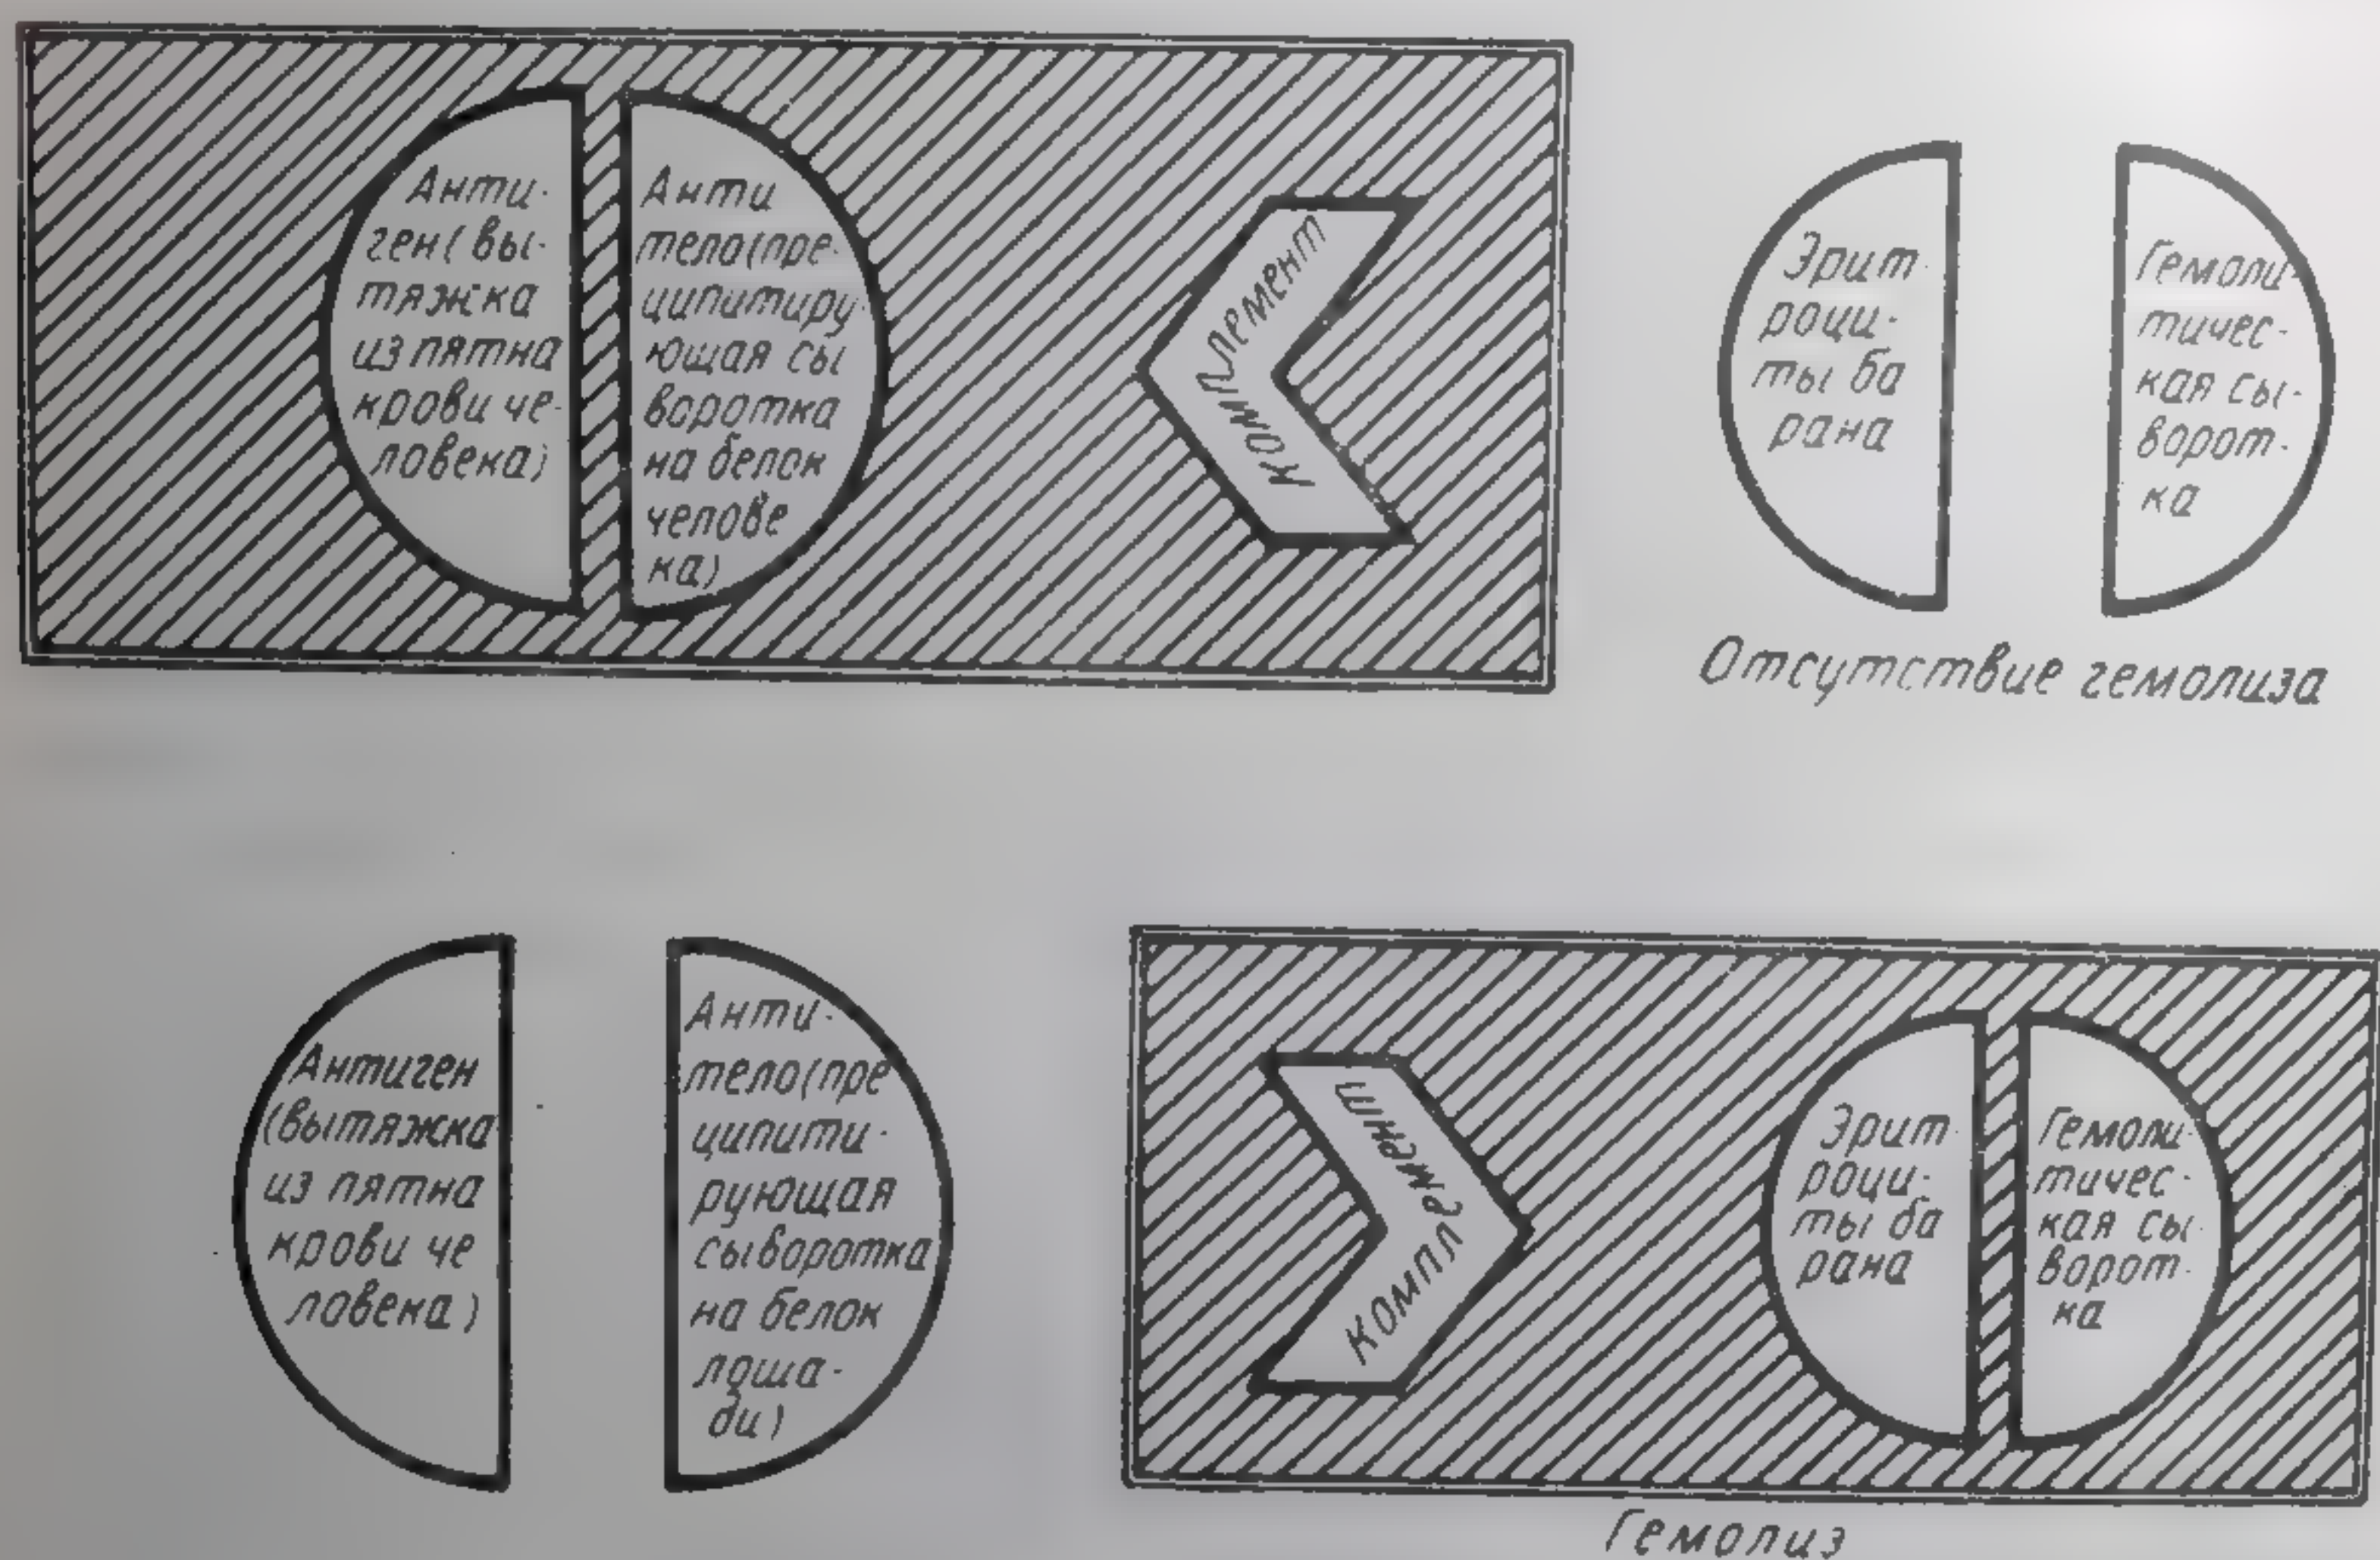 Анти-
ген(вы-
тяжка
из пятна
крови че-
ловека)
Анти
тело(пре-
ципитиру-
ющая сы
воротка
на белок
челове
ка)
Комплемент
Эрит
роци-
ты ба
рана
Гемоли-
тичес-
кая сы-
ворот-
ка
Отсутствие гемолиза
Антиген
(вытяжка
из пятна
крови че
ловека)
Анти-
тело(пре
ципити-
рующая
сыворотка
на белок
лоша-
ди)
Комплемент
Эрит
роци-
ты ба
рана
Гемоли-
тичес-
кая сы-
ворот-
ка
Гемолиз